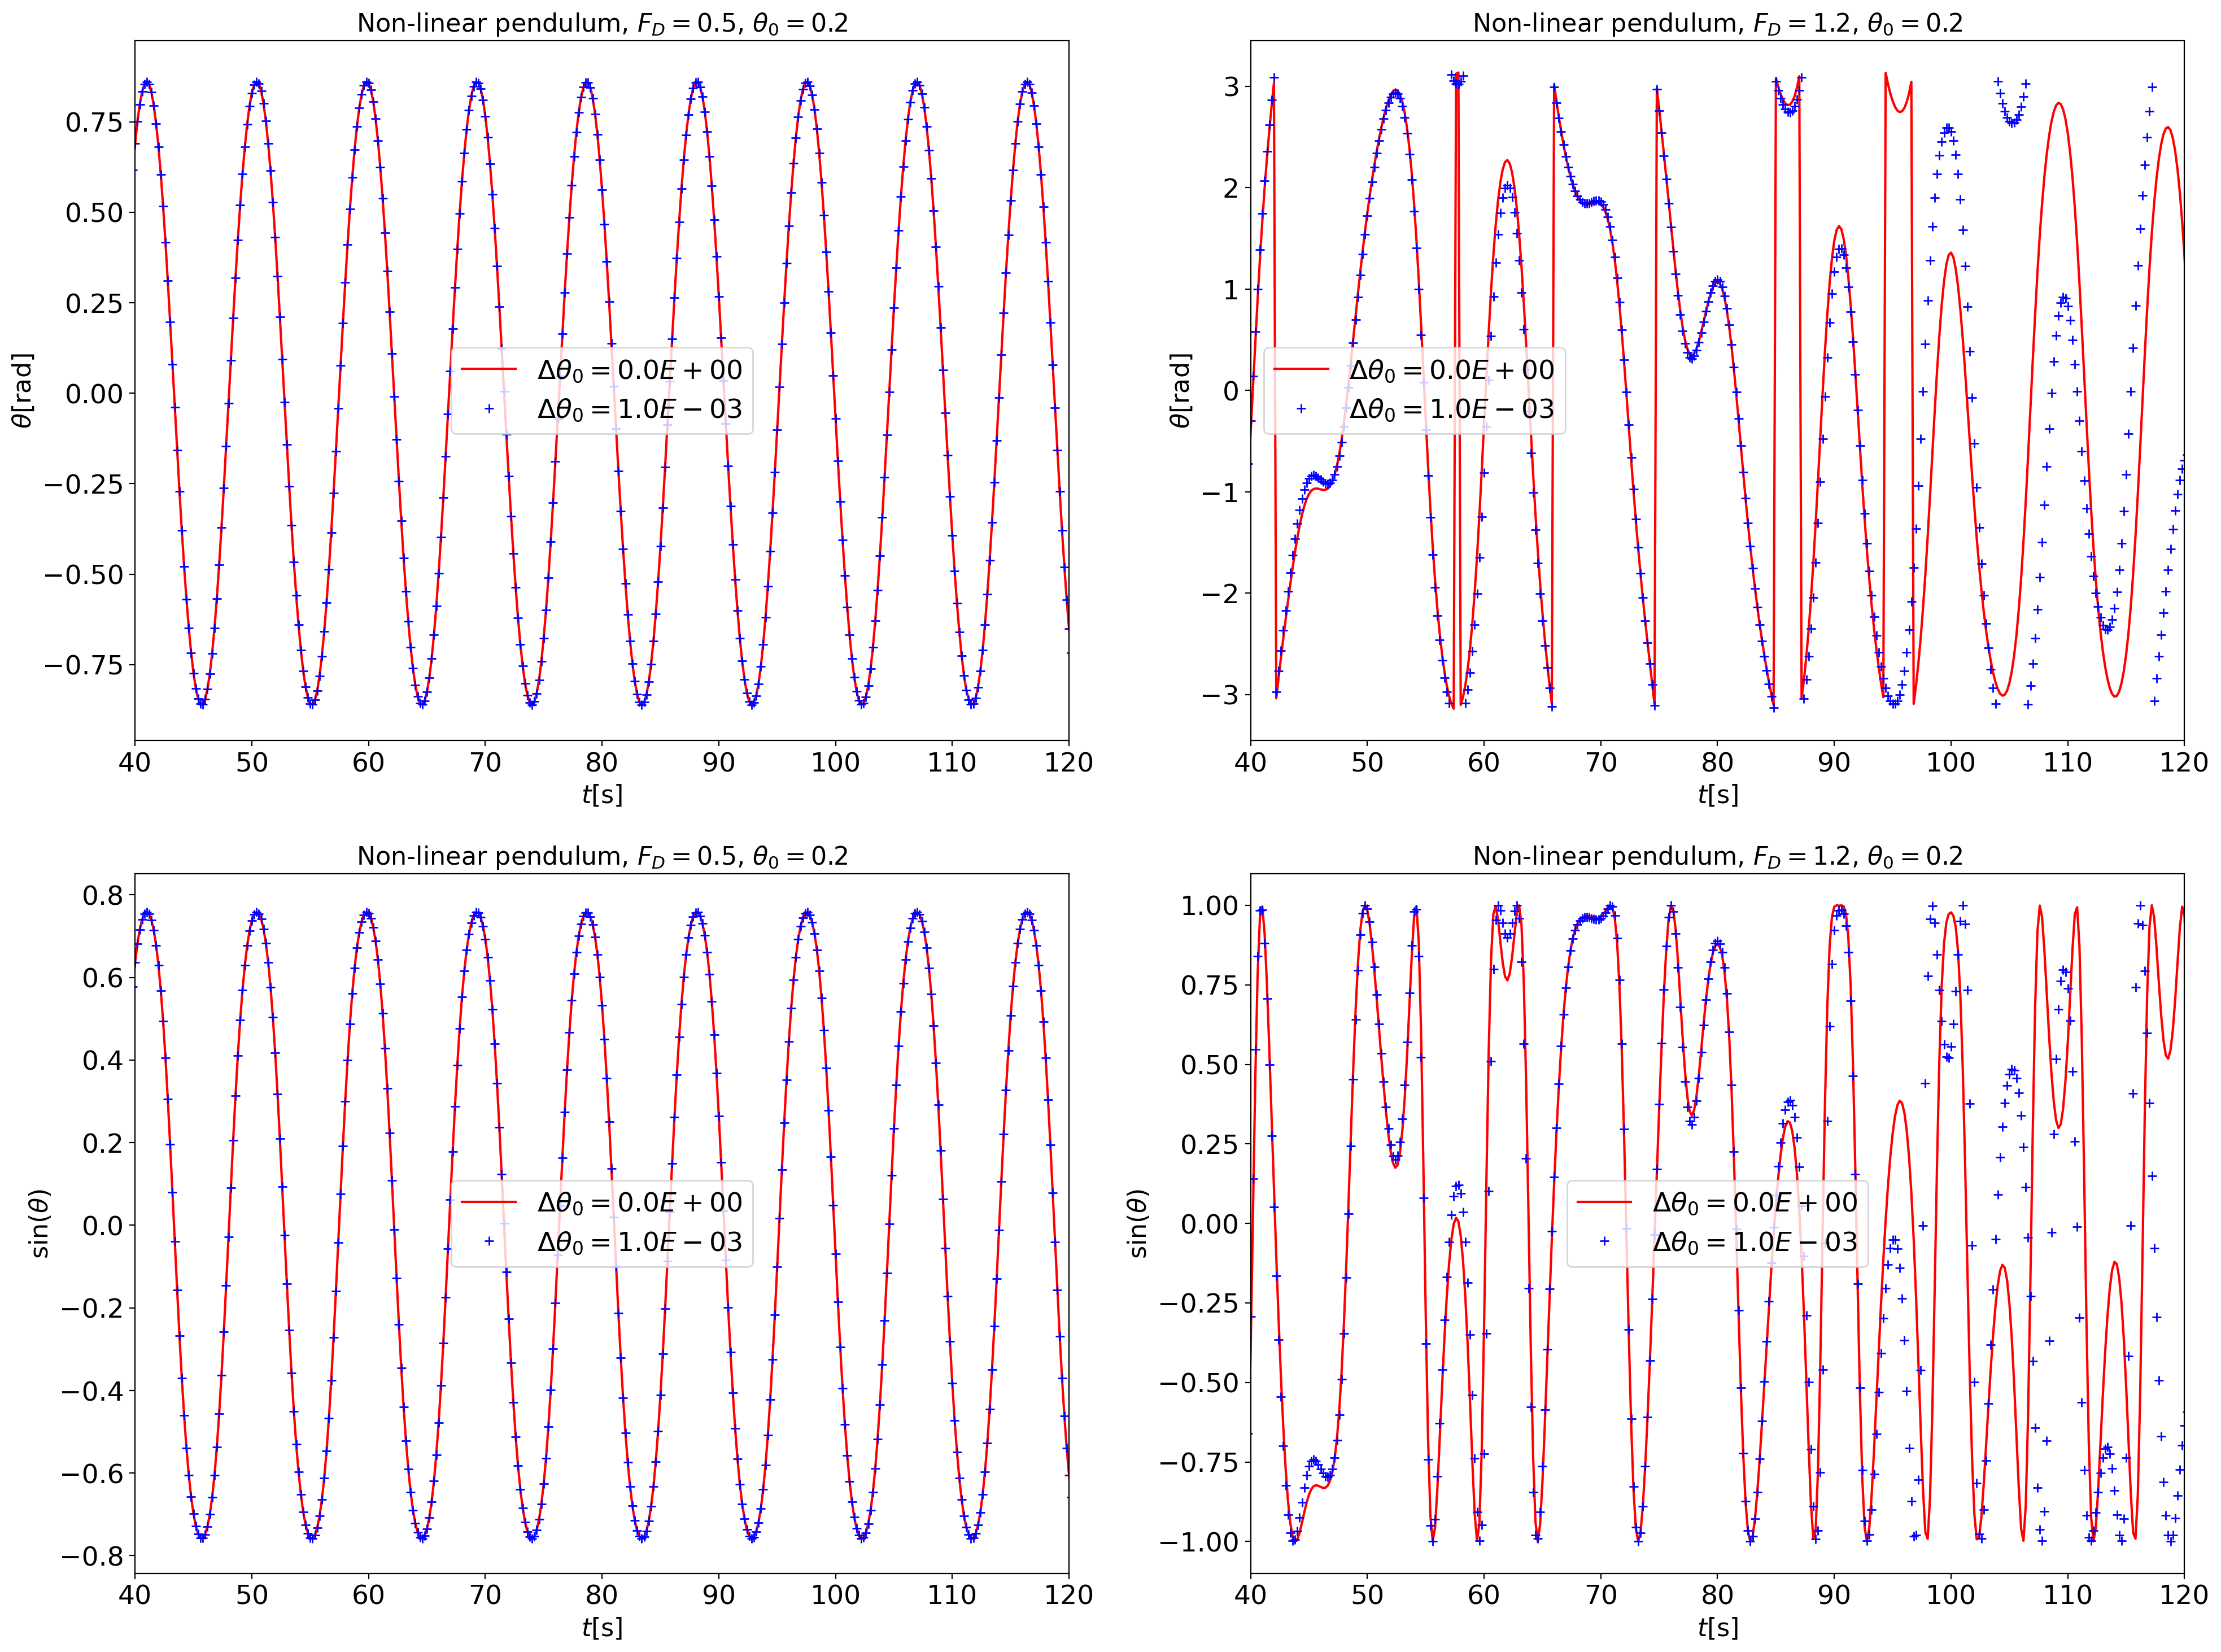 Non-linear pendulum, F_D = 0.5, θ_0 = 0.2
θ[rad]
0.75
0.50
0.25
0.00
−0.25
−0.50
−0.75
Δθ_0 = 0.0E + 00
Δθ_0 = 1.0E − 03
40 50 60 70 80 90 100 110 120
t[s]
Non-linear pendulum, F_D = 1.2, θ_0 = 0.2
θ[rad]
3
2
1
0
−1
−2
−3
Δθ_0 = 0.0E + 00
Δθ_0 = 1.0E − 03
40 50 60 70 80 90 100 110 120
t[s]
Non-linear pendulum, F_D = 0.5, θ_0 = 0.2
sin(θ)
0.8
0.6
0.4
0.2
0.0
−0.2
−0.4
−0.6
−0.8
Δθ_0 = 0.0E + 00
Δθ_0 = 1.0E − 03
40 50 60 70 80 90 100 110 120
t[s]
Non-linear pendulum, F_D = 1.2, θ_0 = 0.2
sin(θ)
1.00
0.75
0.50
0.25
0.00
−0.25
−0.50
−0.75
−1.00
Δθ_0 = 0.0E + 00
Δθ_0 = 1.0E − 03
40 50 60 70 80 90 100 110 120
t[s]